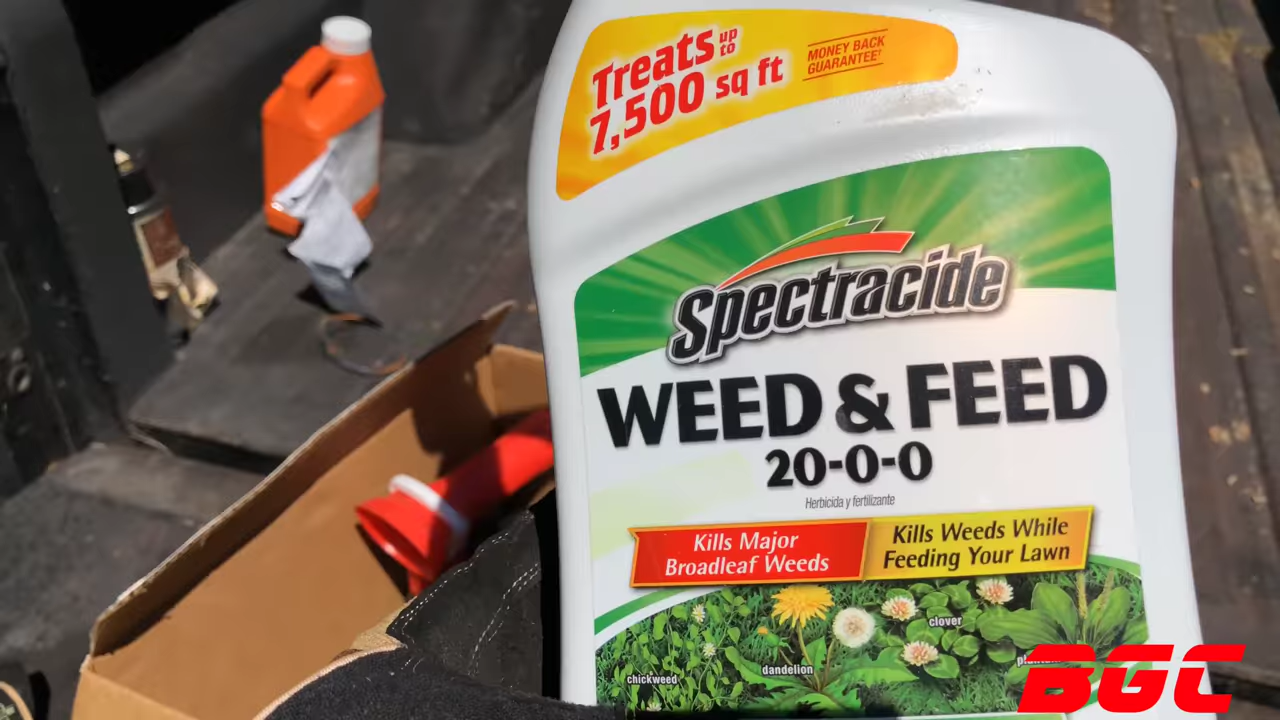 Treats up to
7,500 sq ft
MONEY BACK
GUARANTEE†
Spectracide
WEED & FEED
20-0-0
Herbicida y fertilizante
Kills Major
Broadleaf Weeds
Kills Weeds While
Feeding Your Lawn
chickweed
dandelion
clover
BGC